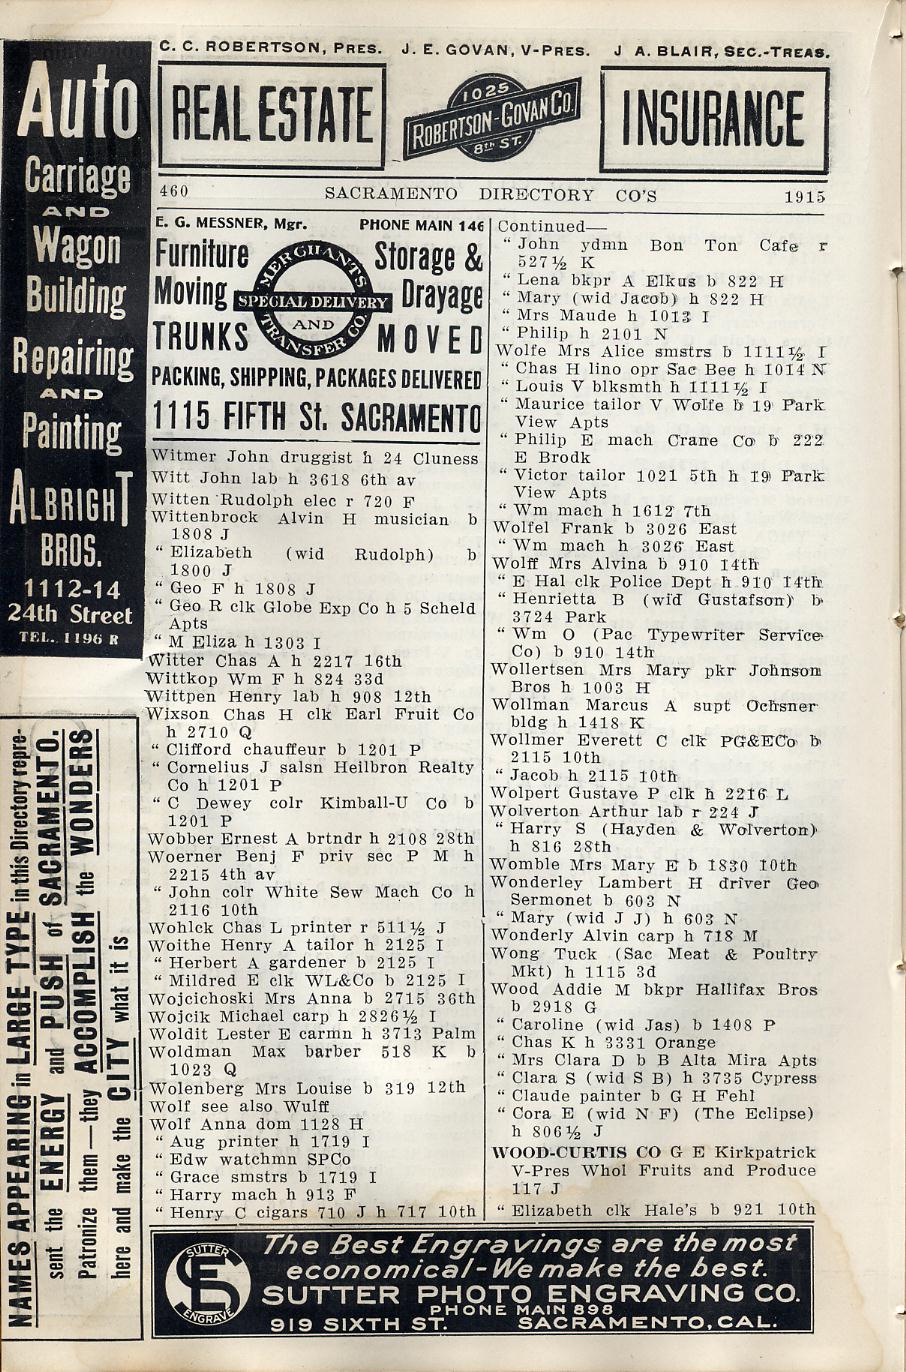 C. C. ROBERTSON, PRES. J. E. GOVAN, V-PRES. J A. BLAIR, SEC.-TREAS.
REAL ESTATE
1025
ROBERTSON-GOVAN CO.
8th ST.
INSURANCE
460 SACRAMENTO DIRECTORY CO'S 1915
Auto
Carriage
AND
Wagon
Building
Repairing
AND
Painting
ALBRIGHT
BROS.
1112-14
24th Street
TEL. 1196 R
NAMES APPEARING in LARGE TYPE in this Directory repre-
sent the ENERGY and PUSH of SACRAMENTO.
Patronize them — they ACCOMPLISH the WONDERS
here and make the CITY what it is
E. G. MESSNER, Mgr. PHONE MAIN 146
Furniture Storage &
Moving Drayage
MERCHANTS
SPECIAL DELIVERY
AND
TRANSFER CO.
TRUNKS MOVED
PACKING, SHIPPING, PACKAGES DELIVERED
1115 FIFTH St. SACRAMENTO
Witmer John druggist h 24 Cluness
Witt John lab h 3618 6th av
Witten Rudolph elec r 720 F
Wittenbrock Alvin H musician b
1808 J
" Elizabeth (wid Rudolph) b
1800 J
" Geo F h 1808 J
" Geo R clk Globe Exp Co h 5 Scheld
Apts
" M Eliza h 1303 I
Witter Chas A h 2217 16th
Wittkop Wm F h 824 33d
Wittpen Henry lab h 908 12th
Wixson Chas H clk Earl Fruit Co
h 2710 Q
" Clifford chauffeur b 1201 P
" Cornelius J salsn Heilbron Realty
Co h 1201 P
" C Dewey colr Kimball-U Co b
1201 P
Wobber Ernest A brtndr h 2108 28th
Woerner Benj F priv sec P M h
2215 4th av
" John colr White Sew Mach Co h
2116 10th
Wohlck Chas L printer r 511½ J
Woithe Henry A tailor h 2125 I
" Herbert A gardener b 2125 I
" Mildred E clk WL&Co b 2125 I
Wojcichoski Mrs Anna b 2715 36th
Wojcik Michael carp h 2826½ I
Woldit Lester E carmn h 3713 Palm
Woldman Max barber 518 K b
1023 Q
Wolenberg Mrs Louise b 319 12th
Wolf see also Wulff
Wolf Anna dom 1128 H
" Aug printer h 1719 I
" Edw watchmn SPCo
" Grace smstrs b 1719 I
" Harry mach h 913 F
" Henry C cigars 710 J h 717 10th
Continued—
" John ydmn Bon Ton Cafe r
527½ K
" Lena bkpr A Elkus b 822 H
" Mary (wid Jacob) h 822 H
" Mrs Maude h 1013 I
" Philip h 2101 N
Wolfe Mrs Alice smstrs b 1111½ I
" Chas H lino opr Sac Bee h 1014 N
" Louis V blksmth h 1111½ I
" Maurice tailor V Wolfe b 19 Park
View Apts
" Philip E mach Crane Co b 222
E Brodk
" Victor tailor 1021 5th h 19 Park
View Apts
" Wm mach h 1612 7th
Wolfel Frank b 3026 East
" Wm mach h 3026 East
Wolff Mrs Alvina b 910 14th
" E Hal clk Police Dept h 910 14th
" Henrietta B (wid Gustafson) b
3724 Park
" Wm O (Pac Typewriter Service
Co) b 910 14th
Wollertsen Mrs Mary pkr Johnson
Bros h 1003 H
Wollman Marcus A supt Ochsner
bldg h 1418 K
Wollmer Everett C clk PG&ECo b
2115 10th
" Jacob h 2115 10th
Wolpert Gustave P clk h 2216 L
Wolverton Arthur lab r 224 J
" Harry S (Hayden & Wolverton)
h 816 28th
Womble Mrs Mary E b 1830 10th
Wonderley Lambert H driver Geo
Sermonet b 603 N
" Mary (wid J J) h 603 N
Wonderly Alvin carp h 718 M
Wong Tuck (Sac Meat & Poultry
Mkt) h 1115 3d
Wood Addie M bkpr Hallifax Bros
b 2918 G
" Caroline (wid Jas) b 1408 P
" Chas K h 3331 Orange
" Mrs Clara D b B Alta Mira Apts
" Clara S (wid S B) h 3735 Cypress
" Claude painter b G H Fehl
" Cora E (wid N F) (The Eclipse)
h 806½ J
WOOD-CURTIS CO G E Kirkpatrick
V-Pres Whol Fruits and Produce
117 J
" Elizabeth clk Hale's b 921 10th
SUTTER
SE
ENGRAVE
The Best Engravings are the most
economical-We make the best.
SUTTER PHOTO ENGRAVING CO.
PHONE MAIN 898
919 SIXTH ST. SACRAMENTO, CAL.